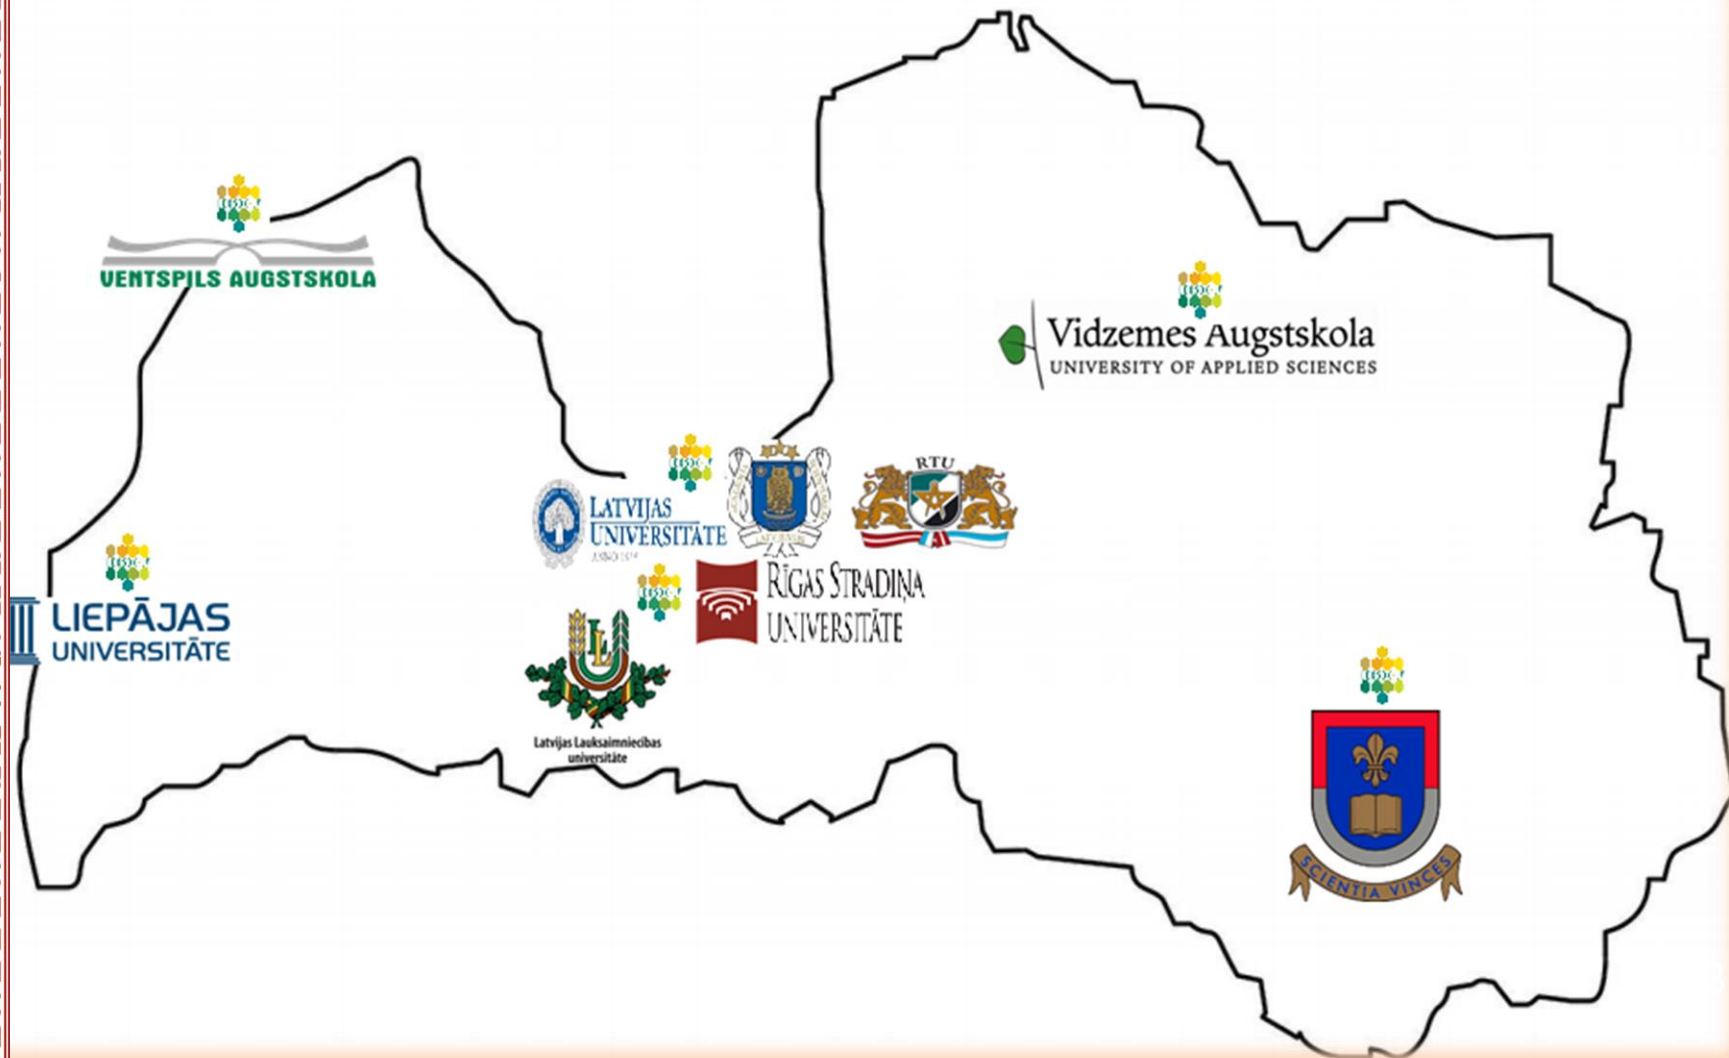 VENTSPILS AUGSTSKOLA
Vidzemes Augstskola
UNIVERSITY OF APPLIED SCIENCES
LATVIJAS
UNIVERSITĀTE
RTU
RĪGAS STRADIŅA
UNIVERSITĀTE
LIEPĀJAS
UNIVERSITĀTE
LLU
Latvijas Lauksaimniecības
universitāte
SCIENTIA VINCES